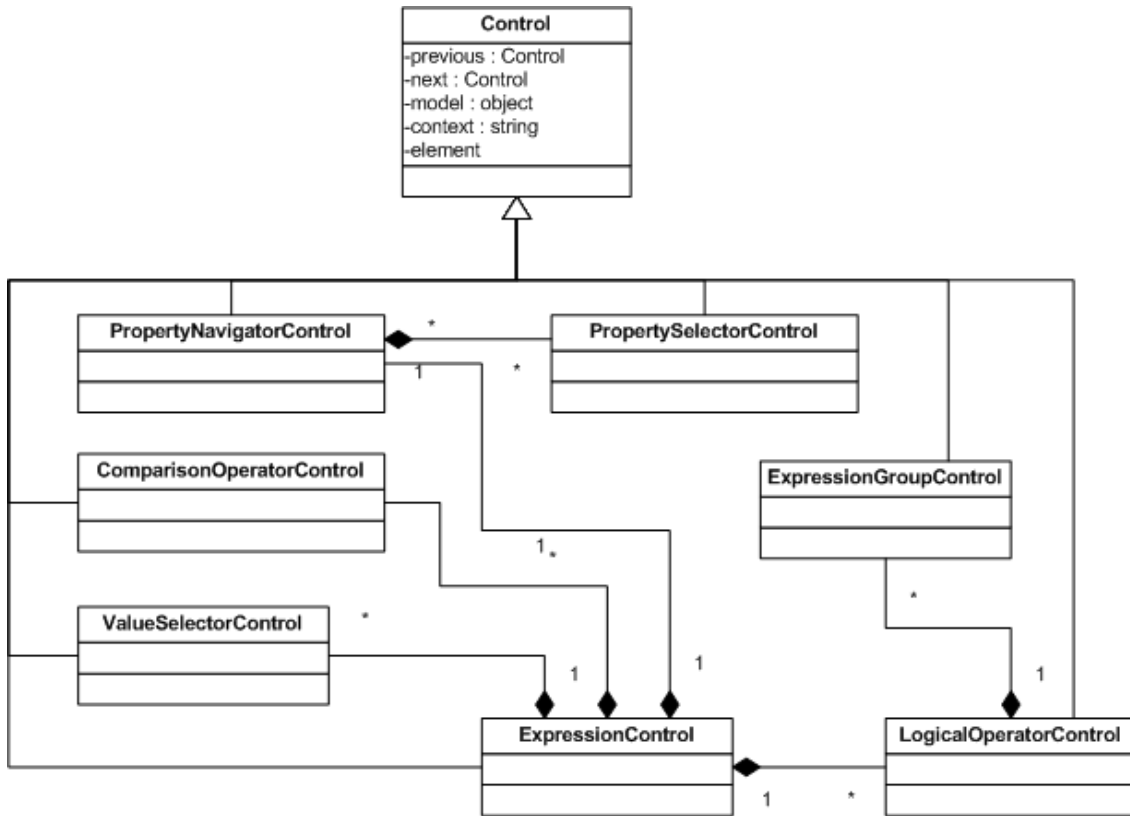 Control
-previous : Control
-next : Control
-model : object
-context : string
-element
PropertyNavigatorControl
*
PropertySelectorControl
1
*
ComparisonOperatorControl
ExpressionGroupControl
1
*
ValueSelectorControl
*
*
1
1
1
ExpressionControl
LogicalOperatorControl
1
*